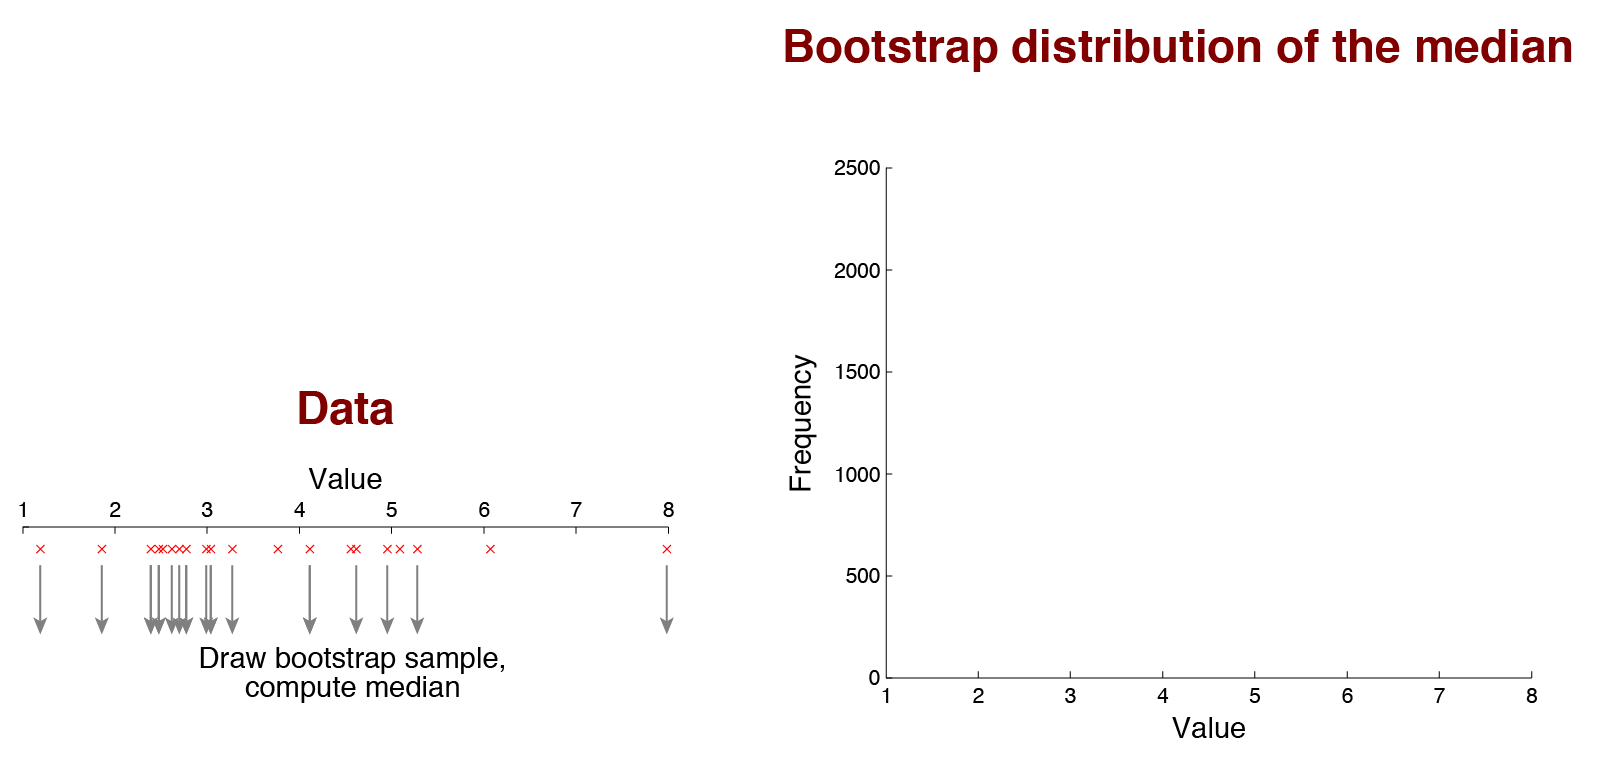 Bootstrap distribution of the median
Data
Value
1 2 3 4 5 6 7 8
Draw bootstrap sample,
compute median
Frequency
2500
2000
1500
1000
500
0
1 2 3 4 5 6 7 8
Value